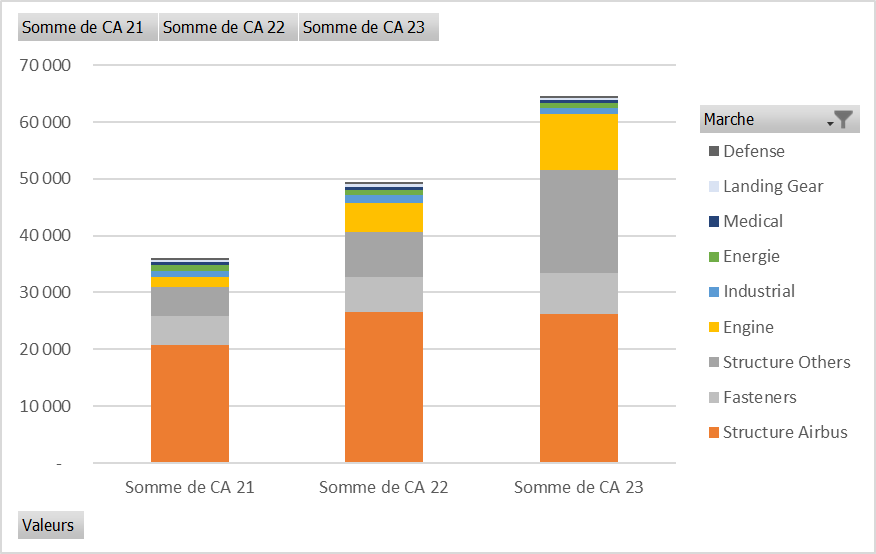 Somme de CA 21 Somme de CA 22 Somme de CA 23
70 000
60 000
50 000
40 000
30 000
20 000
10 000
-
Somme de CA 21 Somme de CA 22 Somme de CA 23
Marche
Defense
Landing Gear
Medical
Energie
Industrial
Engine
Structure Others
Fasteners
Structure Airbus
Valeurs